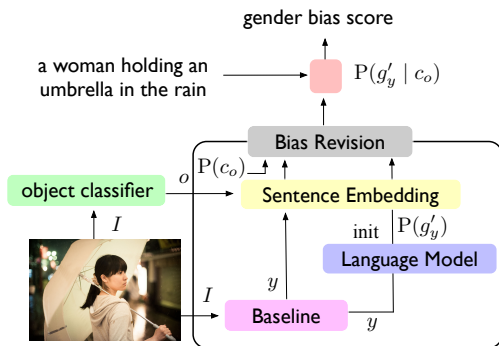 gender bias score
a woman holding an
umbrella in the rain
P(g′_y | c_o)
Bias Revision
P(c_o)
object classifier
o
Sentence Embedding
I
init
P(g′_y)
Language Model
y
I
Baseline
y